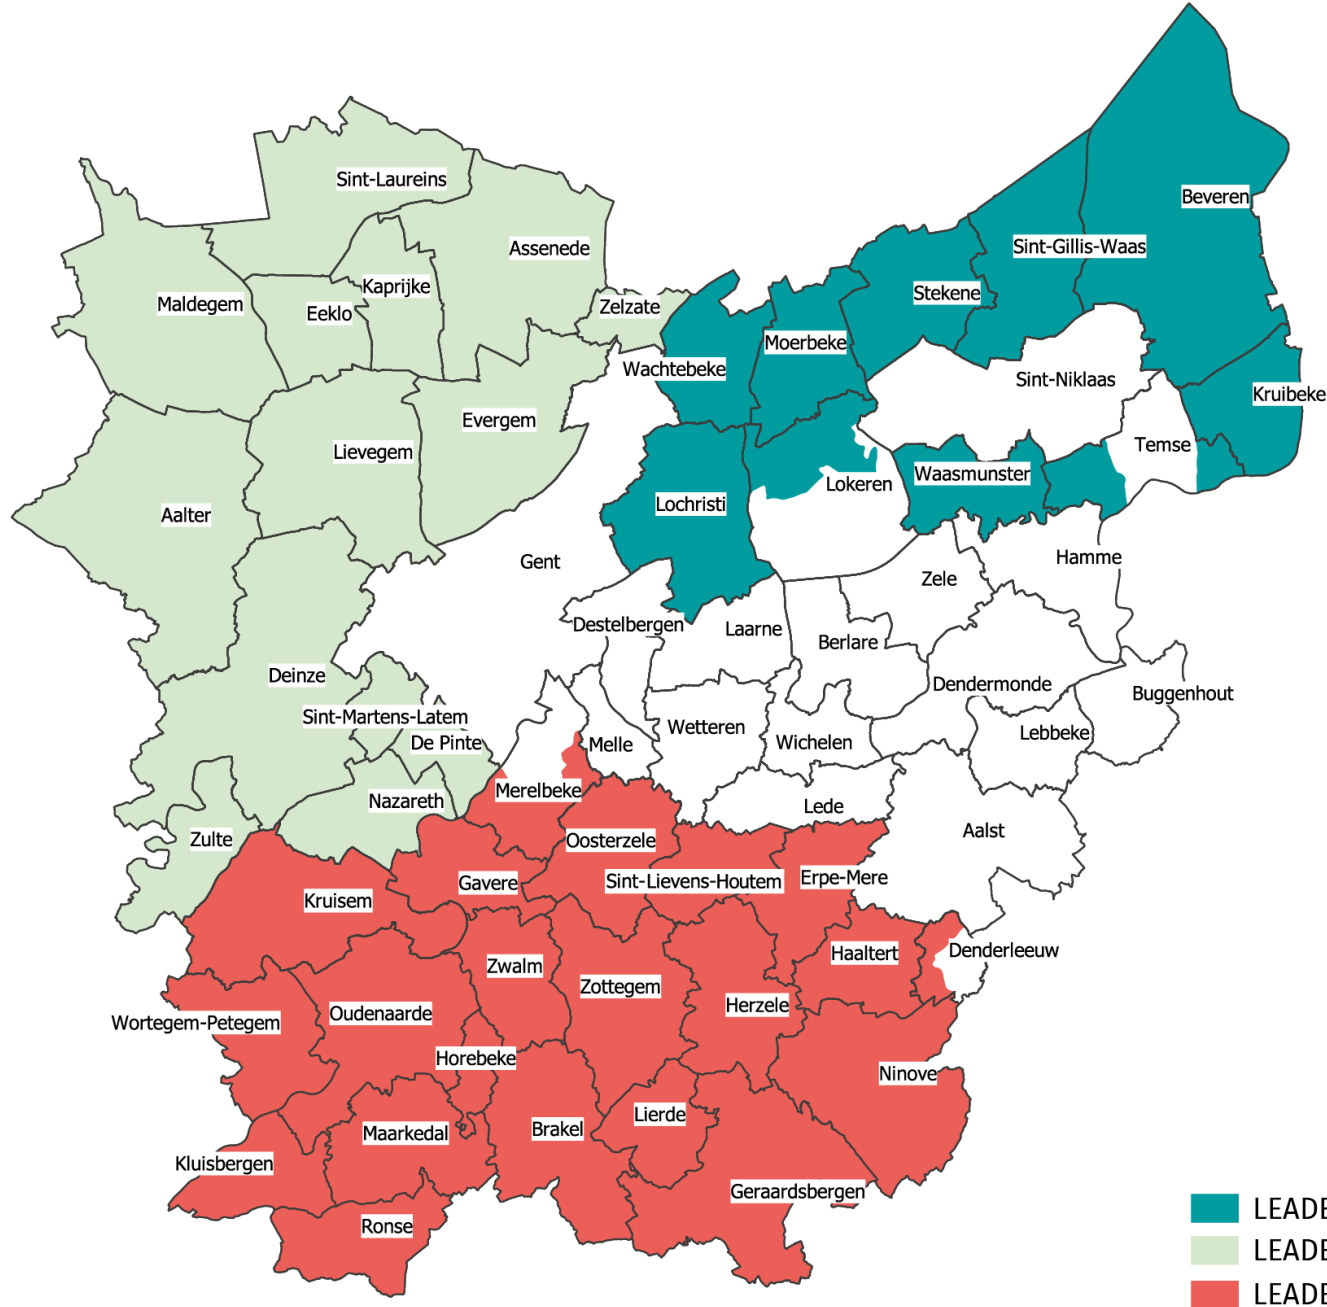 Sint-Laureins
Beveren
Assenede
Sint-Gillis-Waas
Kaprijke
Stekene
Maldegem
Zelzate
Eeklo
Moerbeke
Wachtebeke
Sint-Niklaas
Kruibeke
Evergem
Temse
Lievegem
Waasmunster
Lokeren
Lochristi
Aalter
Hamme
Gent
Zele
Destelbergen
Laarne
Berlare
Deinze
Dendermonde
Buggenhout
Sint-Martens-Latem
Wetteren
Lebbeke
De Pinte
Melle
Wichelen
Merelbeke
Nazareth
Lede
Aalst
Zulte
Oosterzele
Erpe-Mere
Sint-Lievens-Houtem
Gavere
Kruisem
Denderleeuw
Haaltert
Zwalm
Zottegem
Herzele
Oudenaarde
Wortegem-Petegem
Horebeke
Ninove
Lierde
Brakel
Maarkedal
Kluisbergen
Geraardsbergen
Ronse
LEADE
LEADE
LEADE